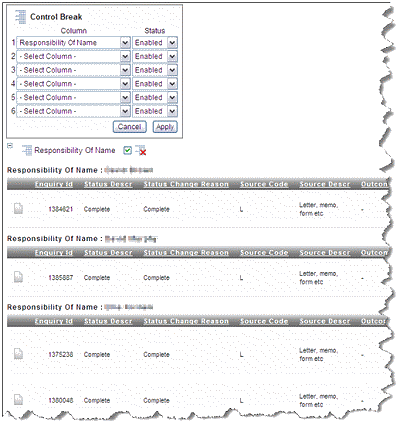 Control Break
Column Status
1 Responsibility Of Name Enabled
2 - Select Column - Enabled
3 - Select Column - Enabled
4 - Select Column - Enabled
5 - Select Column - Enabled
6 - Select Column - Enabled
Cancel Apply
Responsibility Of Name
Responsibility Of Name :
Enquiry Id Status Descr Status Change Reason Source Code Source Descr Outcom
1384621 Complete Complete L Letter, memo, -
form etc
Responsibility Of Name :
Enquiry Id Status Descr Status Change Reason Source Code Source Descr Outcor
1385887 Complete Complete L Letter, memo, -
form etc
Responsibility Of Name :
Enquiry Id Status Descr Status Change Reason Source Code Source Descr Outcor
1375238 Complete Complete L Letter, memo, -
form etc
1380048 Complete Complete L Letter, memo, -
form etc